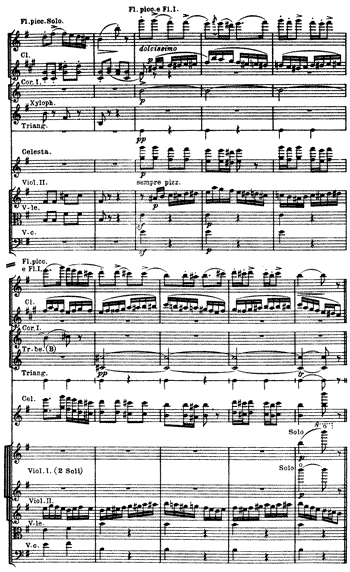 Fl. picc. e Fl. I.
Fl. picc. Solo.
dolcissimo
Cl.
Cor. I.
p
Xyloph.
Triang.
pp
Celesta.
p
Viol. II.
sempre pizz.
V-le.
V-c.
sf
p
Fl. picc.
e Fl. I.
Cl.
Cor. I.
Tr-be. (B)
pp
Triang.
Cel.
Solo
Viol. I. (2 Soli)
Solo
p
Viol. II.
V-le.
V-c.